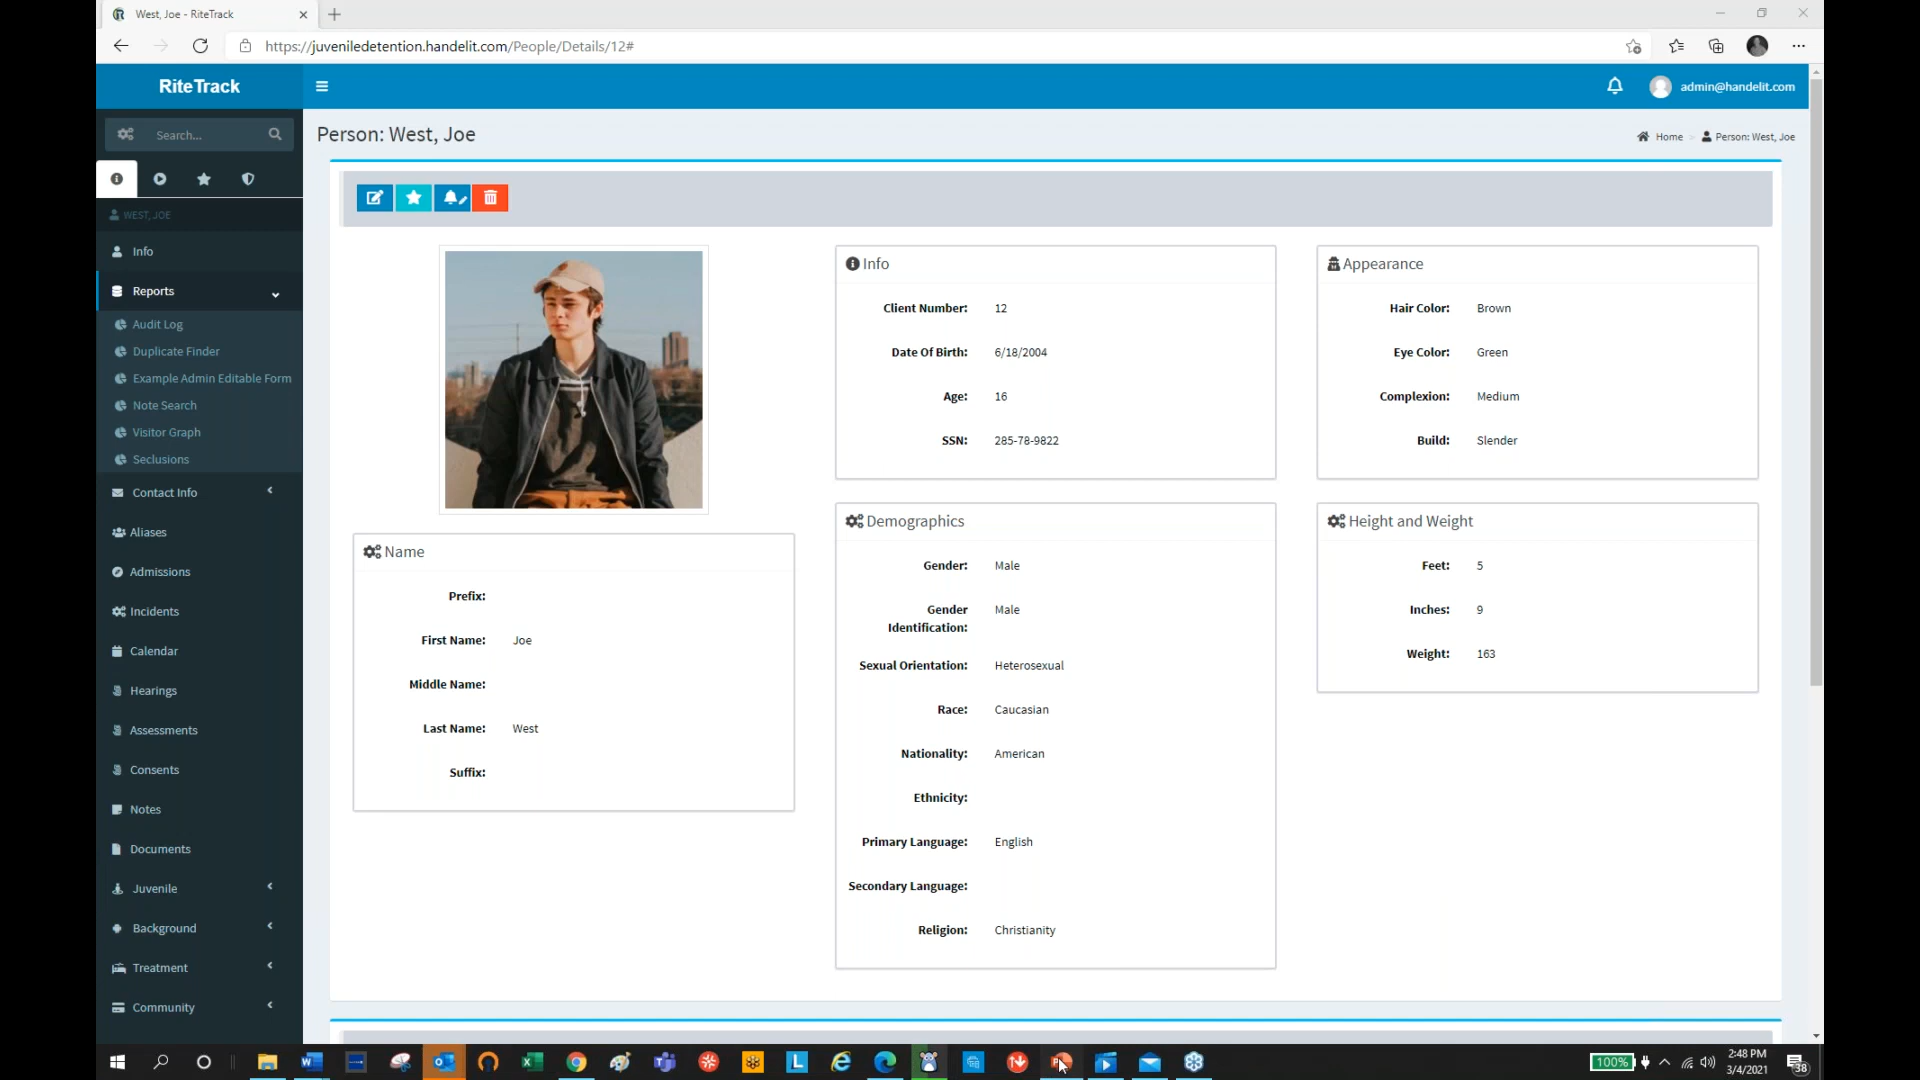 West, Joe - RiteTrack
https://juveniledetention.handelit.com/People/Details/12#
RiteTrack
admin@handelit.com
Search...
Person: West, Joe
Home
Person: West, Joe
WEST, JOE
Info
Reports
Audit Log
Duplicate Finder
Example Admin Editable Form
Note Search
Visitor Graph
Seclusions
Contact Info
Aliases
Admissions
Incidents
Calendar
Hearings
Assessments
Consents
Notes
Documents
Juvenile
Background
Treatment
Community
Name
Prefix:
First Name: Joe
Middle Name:
Last Name: West
Suffix:
Info
Client Number: 12
Date Of Birth: 6/18/2004
Age: 16
SSN: 285-78-9822
Demographics
Gender: Male
Gender Male
Identification:
Sexual Orientation: Heterosexual
Race: Caucasian
Nationality: American
Ethnicity:
Primary Language: English
Secondary Language:
Religion: Christianity
Appearance
Hair Color: Brown
Eye Color: Green
Complexion: Medium
Build: Slender
Height and Weight
Feet: 5
Inches: 9
Weight: 163
100%
2:48 PM
3/4/2021
38